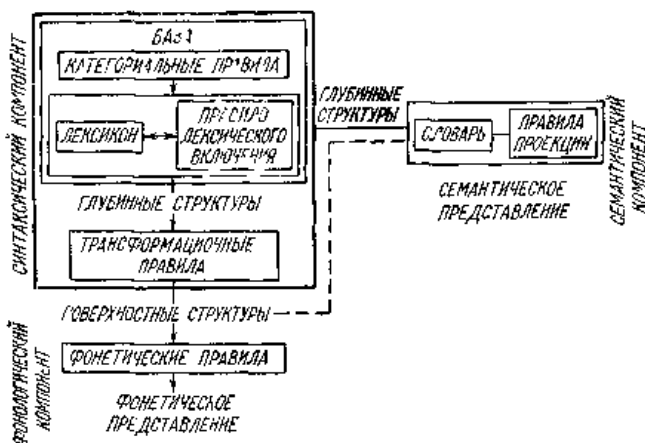 СИНТАКСИЧЕСКИЙ КОМПОНЕНТ
БАЗА
КАТЕГОРИАЛЬНЫЕ ПРАВИЛА
ЛЕКСИКОН
ЛЕКСИЧЕСКОГО
ВКЛЮЧЕНИЯ
ГЛУБИННЫЕ СТРУКТУРЫ
ТРАНСФОРМАЦИОННЫЕ
ПРАВИЛА
ГЛУБИННЫЕ
СТРУКТУРЫ
СЛОВАРЬ
ПРАВИЛА
ПРОЕКЦИИ
СЕМАНТИЧЕСКОЕ
ПРЕДСТАВЛЕНИЕ
СЕМАНТИЧЕСКИЙ
КОМПОНЕНТ
ПОВЕРХНОСТНЫЕ СТРУКТУРЫ
ФОНОЛОГИЧЕСКИЙ
КОМПОНЕНТ
ФОНЕТИЧЕСКИЕ ПРАВИЛА
ФОНЕТИЧЕСКОЕ
ПРЕДСТАВЛЕНИЕ